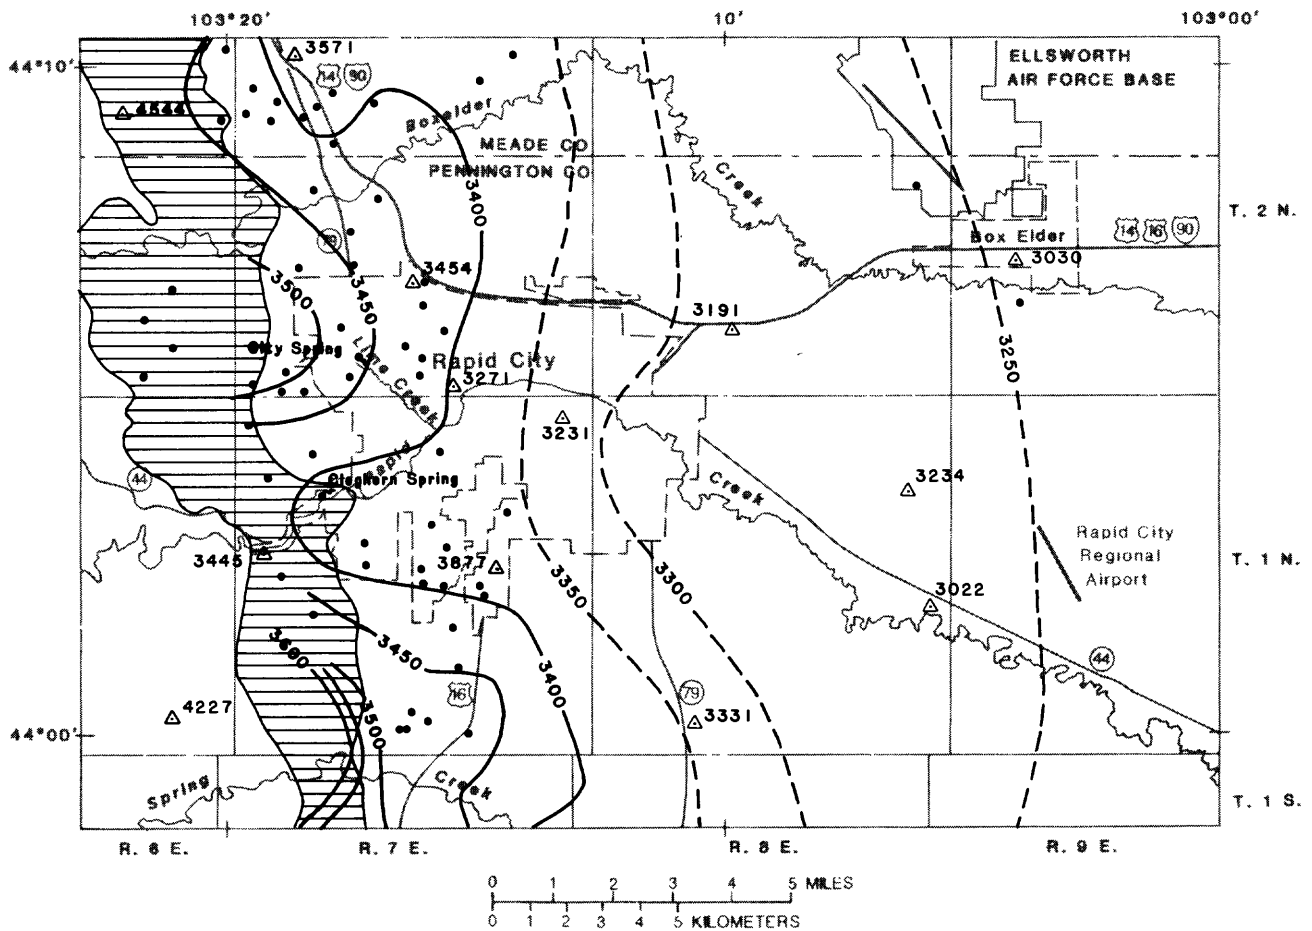 103°20'
10'
103°00'
44°10'
3571
14 90
ELLSWORTH
AIR FORCE BASE
4544
Boxelder
MEADE CO
PENNINGTON CO
Creek
3400
T. 2 N.
79
14 16 90
Box Elder
3030
3454
3500
3450
3191
City Spring
Lime Creek
Rapid City
3271
3250
3231
Rapid
Creek
44
Cleghorn Spring
3234
Rapid City
Regional
Airport
3445
3877
T. 1 N.
3350
3300
3022
3600
3450
3400
44
16
79
4227
3500
3331
44°00'
Spring
Creek
T. 1 S.
R. 6 E.
R. 7 E.
R. 8 E.
R. 9 E.
0 1 2 3 4 5 MILES
0 1 2 3 4 5 KILOMETERS